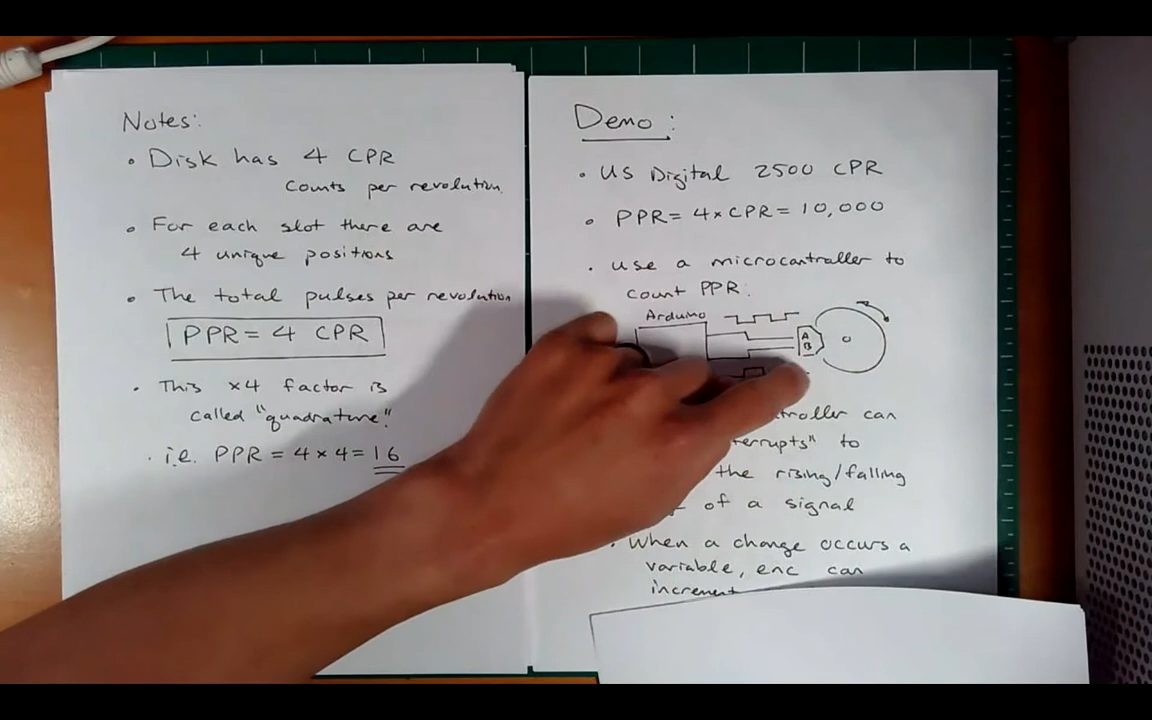 Notes:
• Disk has 4 CPR
Counts per revolution.
• For each slot there are
4 unique positions
• The total pulses per revolution
PPR = 4 CPR
• This x4 factor is
called "quadrature".
· i.e. PPR = 4 × 4 = 16
Demo:
• US Digital 2500 CPR
• PPR = 4 × CPR = 10,000
• use a microcontroller to
count PPR.
Arduino
A
B
can
to
the rising/falling
of a signal
• When a change occurs a
variable, enc can
increment